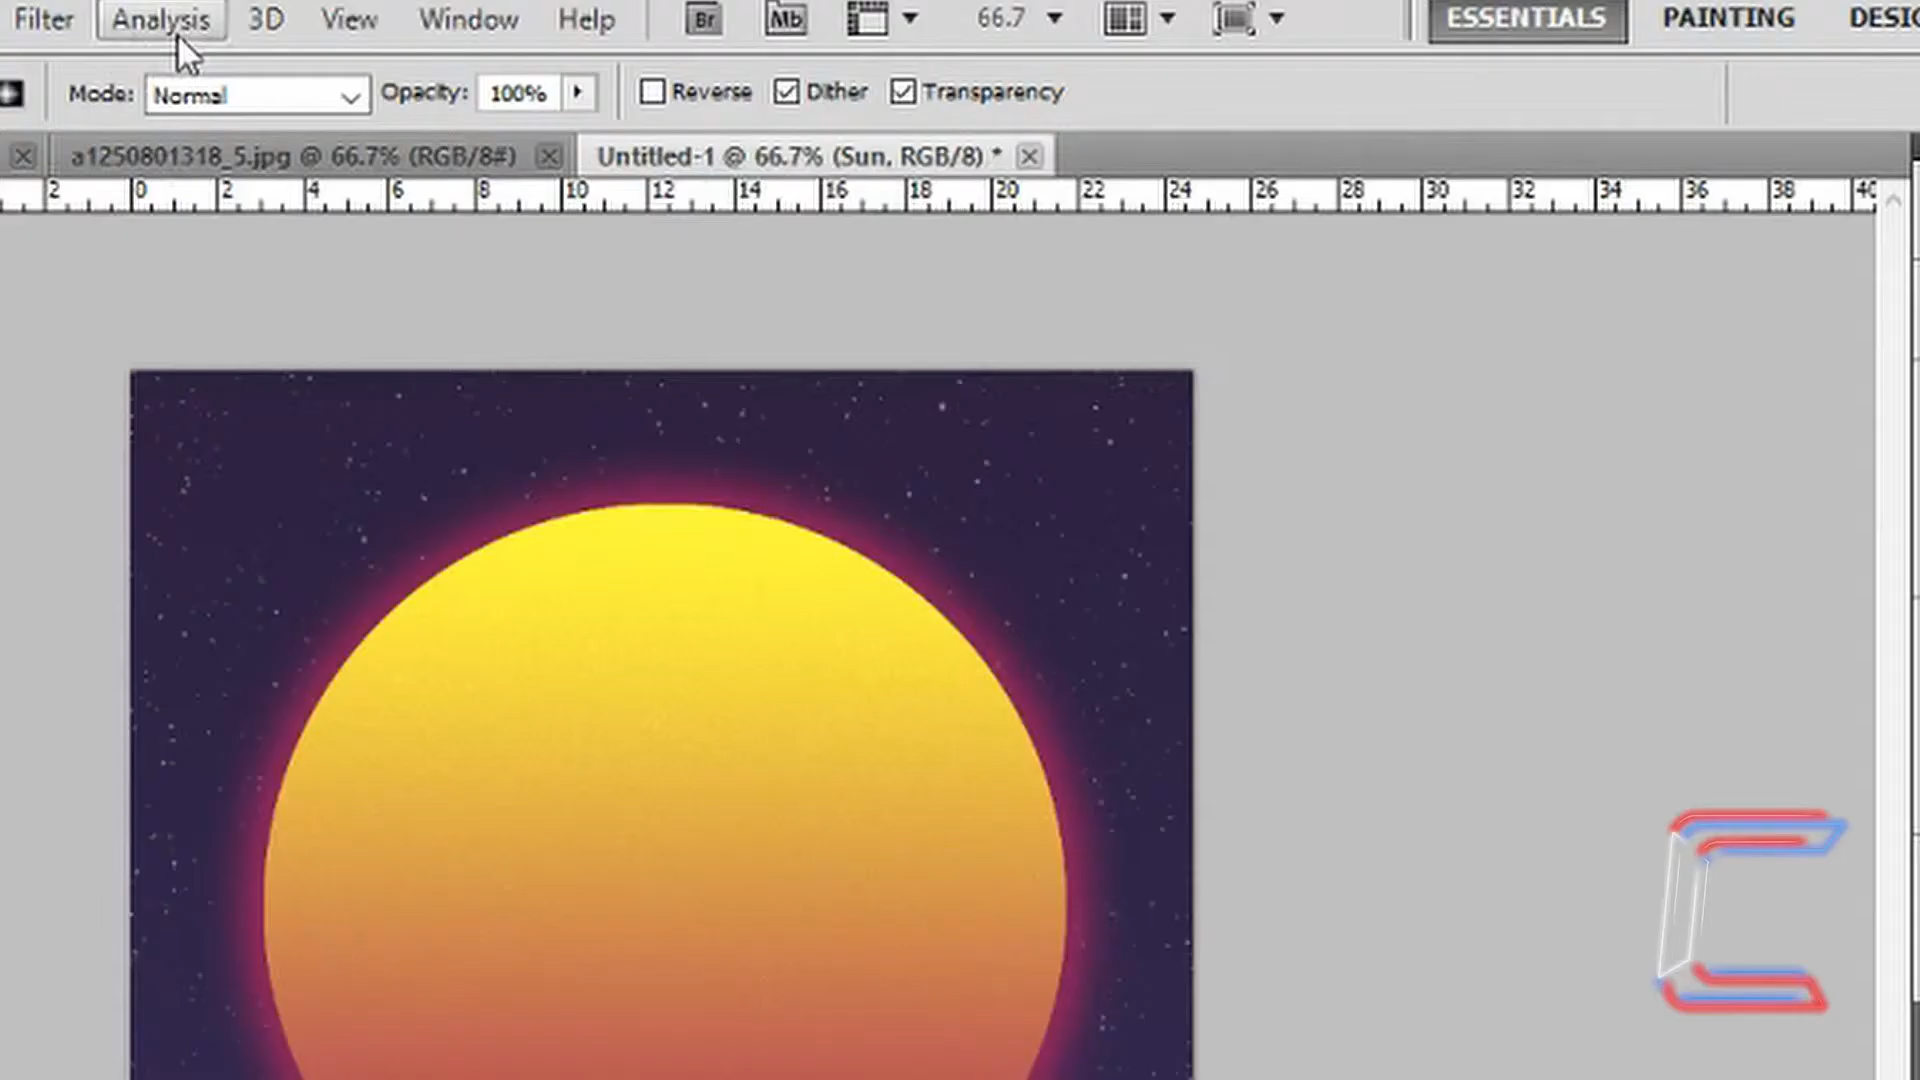 Filter Analysis 3D View Window Help Br Mb 66.7 ESSENTIALS PAINTING
Mode: Normal Opacity: 100% Reverse Dither Transparency
a1250801318_5.jpg @ 66.7% (RGB/8#) Untitled-1 @ 66.7% (Sun, RGB/8) *
2 0 2 4 6 8 10 12 14 16 18 20 22 24 26 28 30 32 34 36 38 40